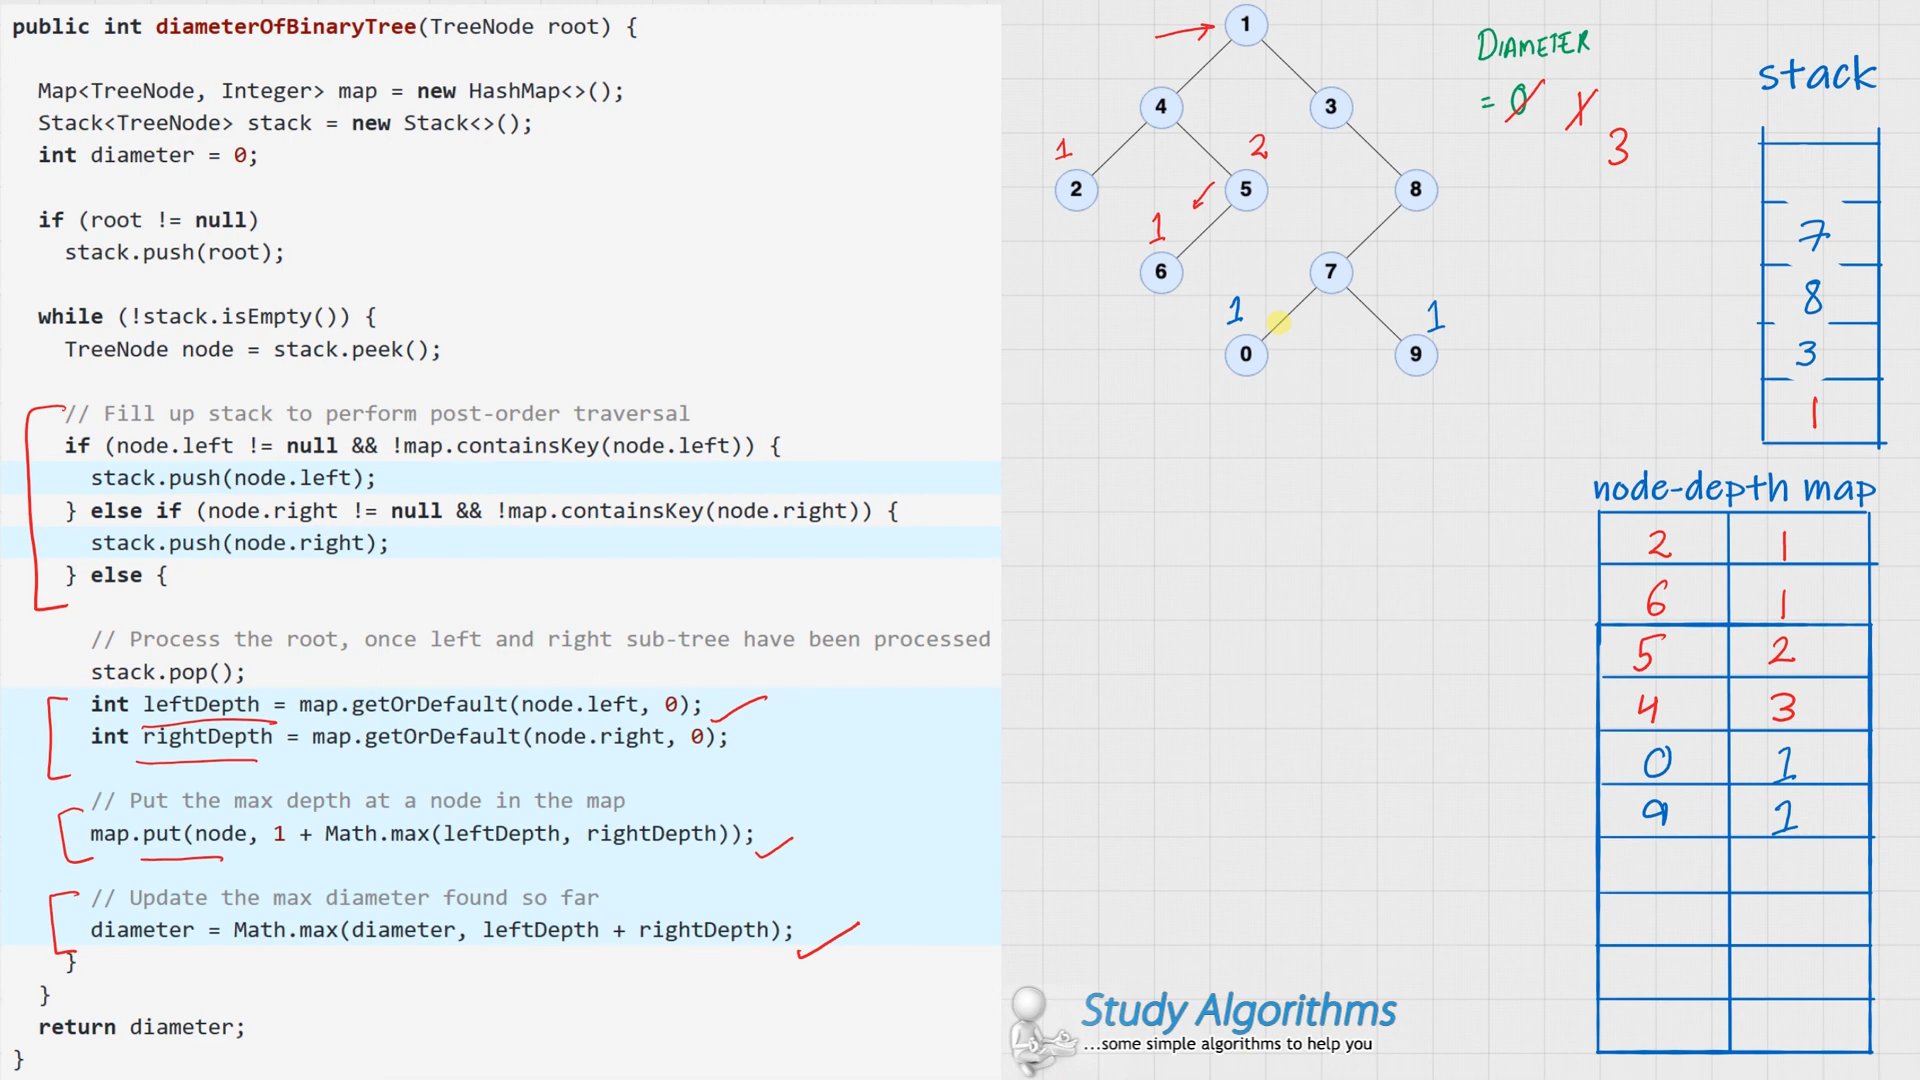 public int diameterOfBinaryTree(TreeNode root) {
Map<TreeNode, Integer> map = new HashMap<>();
Stack<TreeNode> stack = new Stack<>();
int diameter = 0;
if (root != null)
stack.push(root);
while (!stack.isEmpty()) {
TreeNode node = stack.peek();
// Fill up stack to perform post-order traversal
if (node.left != null && !map.containsKey(node.left)) {
stack.push(node.left);
} else if (node.right != null && !map.containsKey(node.right)) {
stack.push(node.right);
} else {
// Process the root, once left and right sub-tree have been processed
stack.pop();
int leftDepth = map.getOrDefault(node.left, 0);
int rightDepth = map.getOrDefault(node.right, 0);
// Put the max depth at a node in the map
map.put(node, 1 + Math.max(leftDepth, rightDepth));
// Update the max diameter found so far
diameter = Math.max(diameter, leftDepth + rightDepth);
}
}
return diameter;
}
1
4 3
1 2
2 5 8
1
6 7
1 1
0 9
DIAMETER
= 0 1
3
stack
7
8
3
1
node-depth map
2 1
6 1
5 2
4 3
0 1
9 1
Study Algorithms
...some simple algorithms to help you